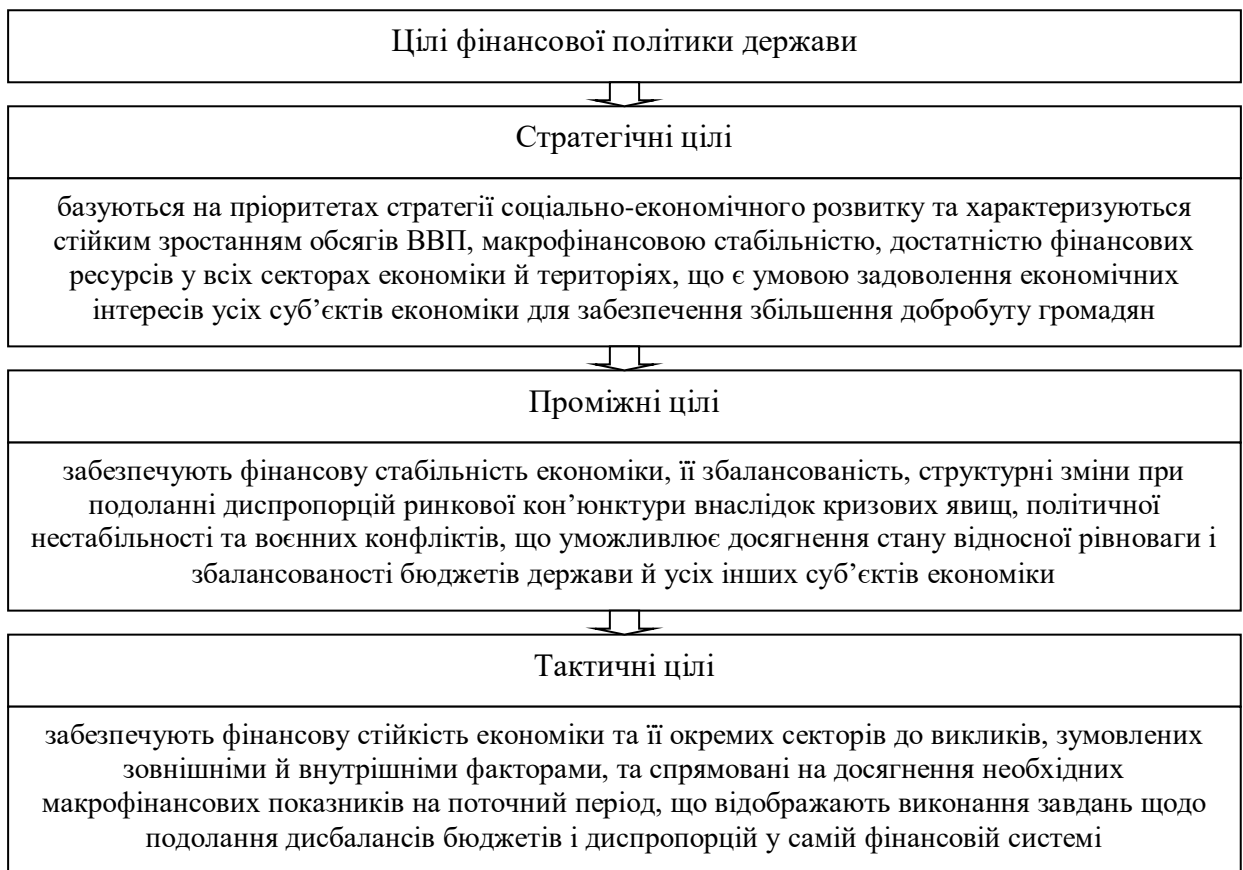 Цілі фінансової політики держави
Стратегічні цілі
базуються на пріоритетах стратегії соціально-економічного розвитку та характеризуються
стійким зростанням обсягів ВВП, макрофінансовою стабільністю, достатністю фінансових
ресурсів у всіх секторах економіки й територіях, що є умовою задоволення економічних
інтересів усіх суб’єктів економіки для забезпечення збільшення добробуту громадян
Проміжні цілі
забезпечують фінансову стабільність економіки, її збалансованість, структурні зміни при
подоланні диспропорцій ринкової кон’юнктури внаслідок кризових явищ, політичної
нестабільності та воєнних конфліктів, що уможливлює досягнення стану відносної рівноваги і
збалансованості бюджетів держави й усіх інших суб’єктів економіки
Тактичні цілі
забезпечують фінансову стійкість економіки та її окремих секторів до викликів, зумовлених
зовнішніми й внутрішніми факторами, та спрямовані на досягнення необхідних
макрофінансових показників на поточний період, що відображають виконання завдань щодо
подолання дисбалансів бюджетів і диспропорцій у самій фінансовій системі